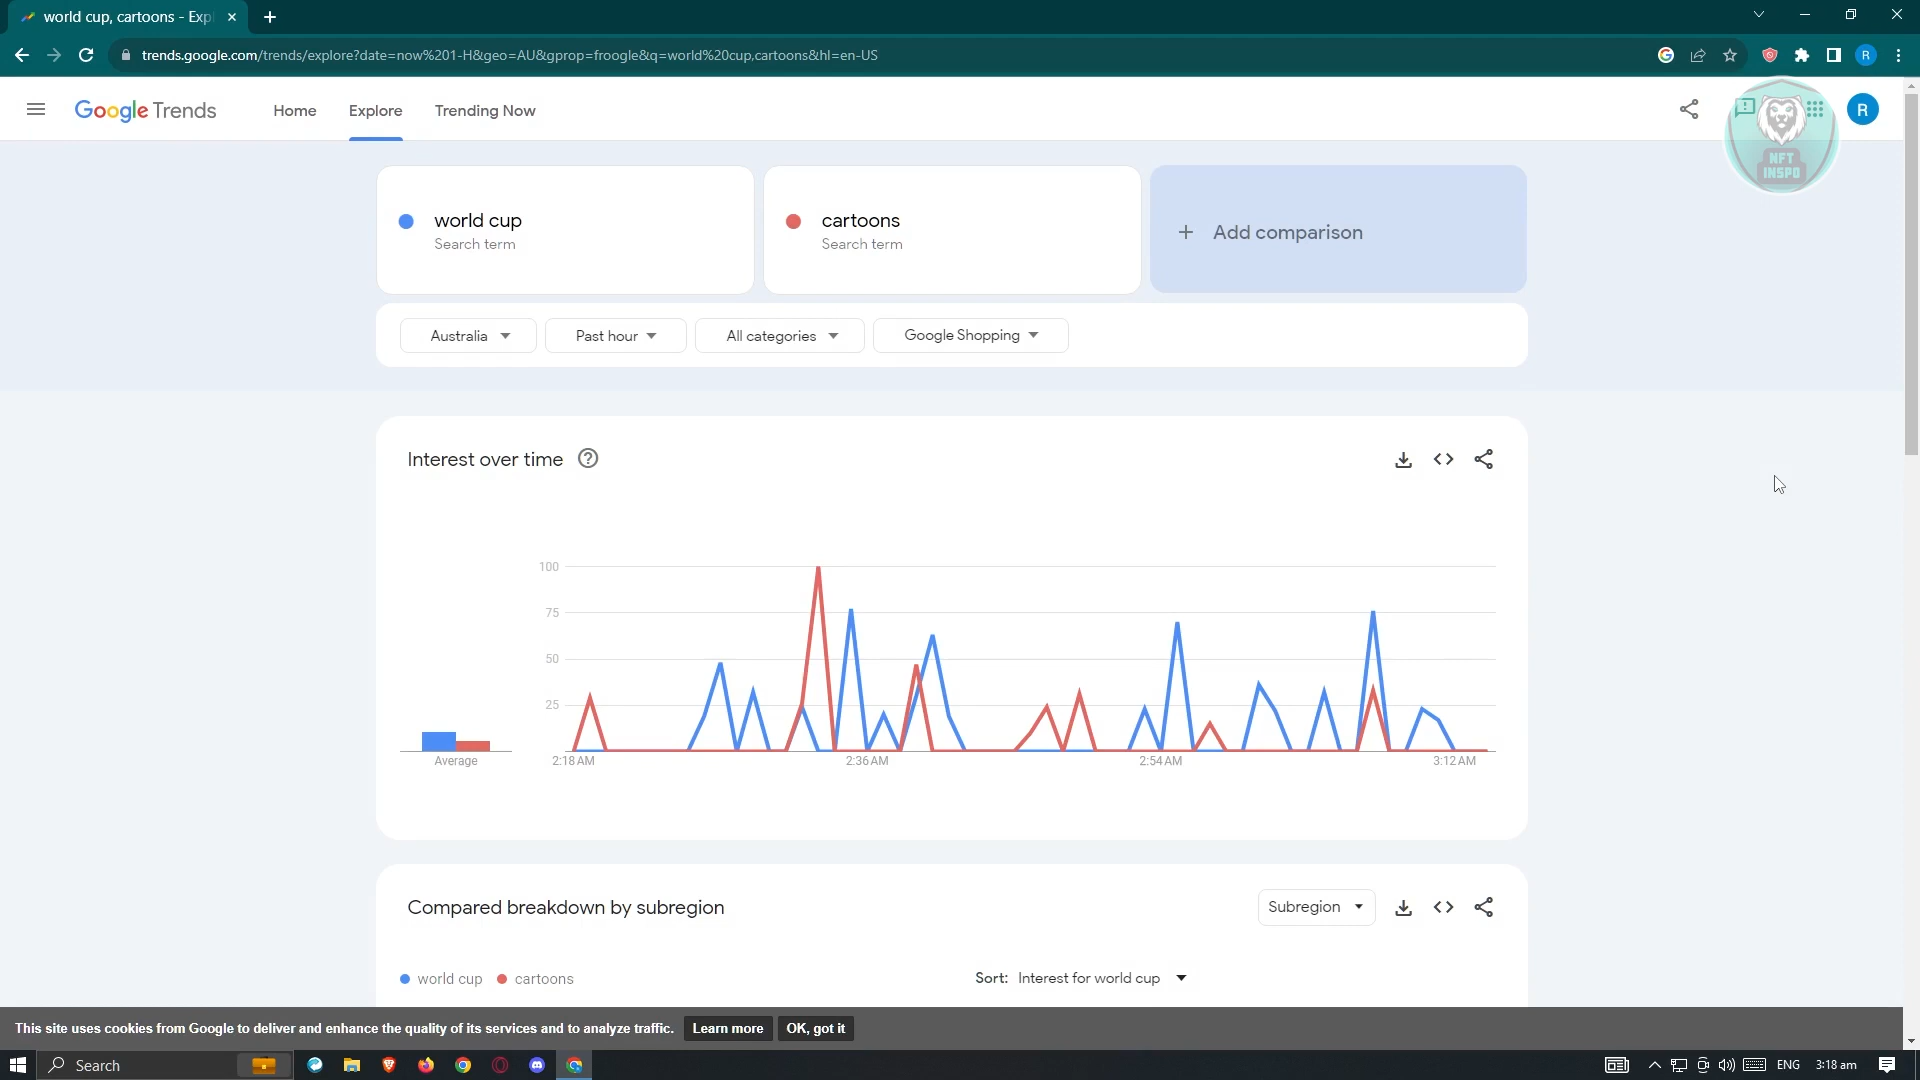 world cup, cartoons - Exp
trends.google.com/trends/explore?date=now%201-H&geo=AU&gprop=froogle&q=world%20cup,cartoons&hl=en-US
R
Google Trends
Home
Explore
Trending Now
R
NFT
INSPO
world cup
Search term
cartoons
Search term
+ Add comparison
Australia
Past hour
All categories
Google Shopping
Interest over time
100
75
50
25
Average
2:18 AM
2:36 AM
2:54 AM
3:12 AM
Compared breakdown by subregion
Subregion
world cup
cartoons
Sort: Interest for world cup
This site uses cookies from Google to deliver and enhance the quality of its services and to analyze traffic.
Learn more
OK, got it
Search
ENG
3:18 am